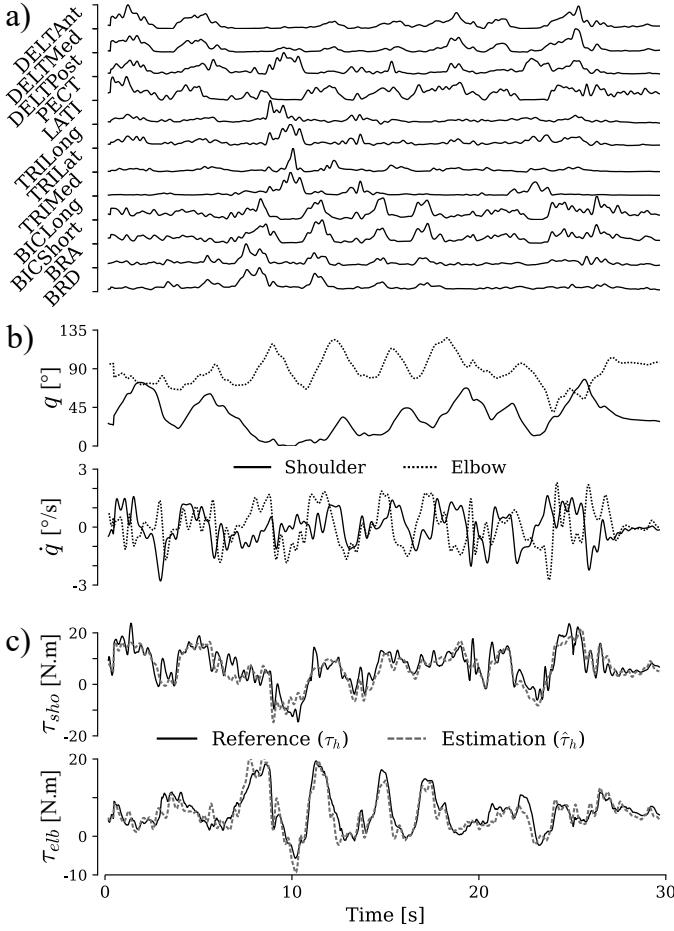 a)
DELTAnt
DELTMed
DELTPost
PECT
LATI
TRILong
TRILat
TRIMed
BICLong
BICShort
BRA
BRD
b)
135
90
45
0
q [°]
Shoulder
Elbow
3
0
-3
q̇ [°/s]
c)
20
0
-20
τsho [N.m]
Reference (τh)
Estimation (τ̂h)
20
10
0
-10
τelb [N.m]
0
10
20
30
Time [s]